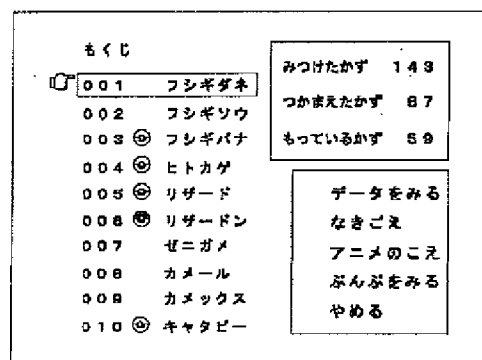 もくじ
001 フシギダネ
002 フシギソウ
003 フシギバナ
004 ヒトカゲ
005 リザード
006 リザードン
007 ゼニガメ
008 カメール
009 カメックス
010 キャタピー
みつけたかず 143
つかまえたかず 67
もっているかず 59
データをみる
なきごえ
アニメのこえ
ぶんぷをみる
やめる